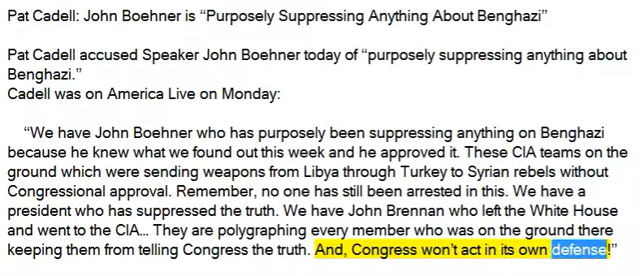 Pat Cadell: John Boehner is “Purposely Suppressing Anything About Benghazi”
Pat Cadell accused Speaker John Boehner today of “purposely suppressing anything about
Benghazi.”
Cadell was on America Live on Monday:
“We have John Boehner who has purposely been suppressing anything on Benghazi
because he knew what we found out this week and he approved it. These CIA teams on the
ground which were sending weapons from Libya through Turkey to Syrian rebels without
Congressional approval. Remember, no one has still been arrested in this. We have a
president who has suppressed the truth. We have John Brennan who left the White House
and went to the CIA... They are polygraphing every member who was on the ground there
keeping them from telling Congress the truth. And, Congress won’t act in its own defense!”